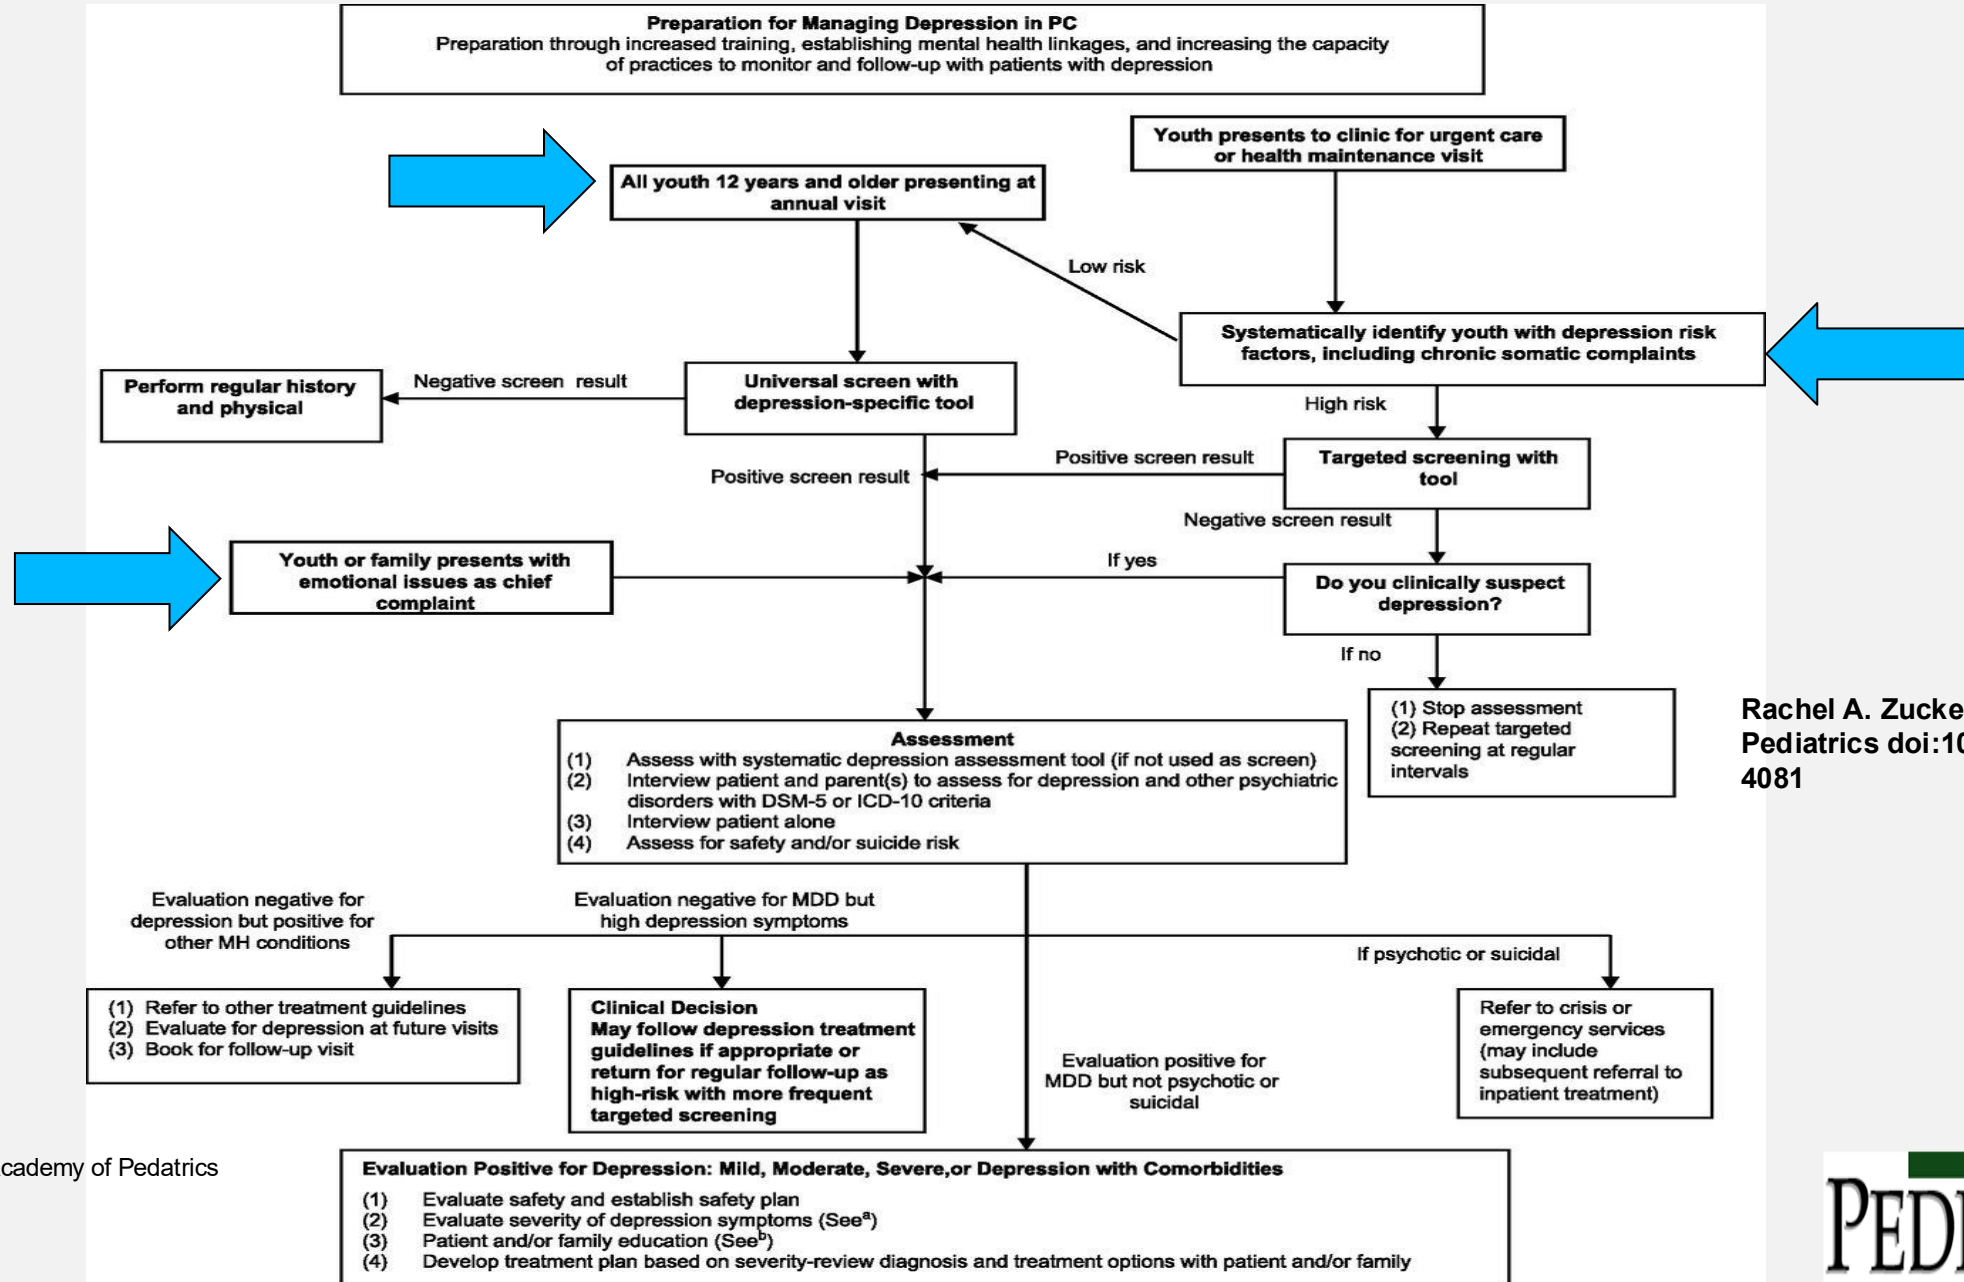 Preparation for Managing Depression in PC
Preparation through increased training, establishing mental health linkages, and increasing the capacity
of practices to monitor and follow-up with patients with depression
Youth presents to clinic for urgent care
or health maintenance visit
All youth 12 years and older presenting at
annual visit
Low risk
Systematically identify youth with depression risk
factors, including chronic somatic complaints
Perform regular history
and physical
Negative screen result
Universal screen with
depression-specific tool
High risk
Positive screen result
Positive screen result
Targeted screening with
tool
Negative screen result
Youth or family presents with
emotional issues as chief
complaint
If yes
Do you clinically suspect
depression?
If no
(1) Stop assessment
(2) Repeat targeted
screening at regular
intervals
Rachel A. Zucke
Pediatrics doi:10
4081
Assessment
(1) Assess with systematic depression assessment tool (if not used as screen)
(2) Interview patient and parent(s) to assess for depression and other psychiatric
disorders with DSM-5 or ICD-10 criteria
(3) Interview patient alone
(4) Assess for safety and/or suicide risk
Evaluation negative for
depression but positive for
other MH conditions
Evaluation negative for MDD but
high depression symptoms
If psychotic or suicidal
(1) Refer to other treatment guidelines
(2) Evaluate for depression at future visits
(3) Book for follow-up visit
Clinical Decision
May follow depression treatment
guidelines if appropriate or
return for regular follow-up as
high-risk with more frequent
targeted screening
Evaluation positive for
MDD but not psychotic or
suicidal
Refer to crisis or
emergency services
(may include
subsequent referral to
inpatient treatment)
cademy of Pedatrics
Evaluation Positive for Depression: Mild, Moderate, Severe,or Depression with Comorbidities
(1) Evaluate safety and establish safety plan
(2) Evaluate severity of depression symptoms (See a)
(3) Patient and/or family education (See b)
(4) Develop treatment plan based on severity-review diagnosis and treatment options with patient and/or family
PEDI